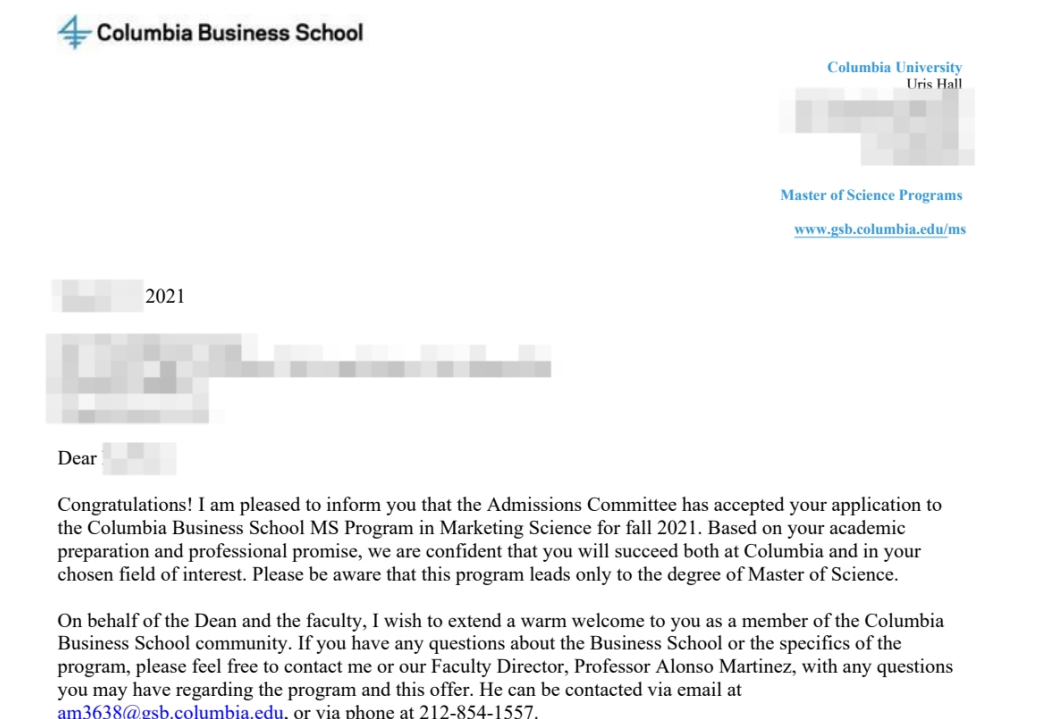 Columbia Business School
Columbia University
Uris Hall
Master of Science Programs
www.gsb.columbia.edu/ms
2021
Dear
Congratulations! I am pleased to inform you that the Admissions Committee has accepted your application to
the Columbia Business School MS Program in Marketing Science for fall 2021. Based on your academic
preparation and professional promise, we are confident that you will succeed both at Columbia and in your
chosen field of interest. Please be aware that this program leads only to the degree of Master of Science.
On behalf of the Dean and the faculty, I wish to extend a warm welcome to you as a member of the Columbia
Business School community. If you have any questions about the Business School or the specifics of the
program, please feel free to contact me or our Faculty Director, Professor Alonso Martinez, with any questions
you may have regarding the program and this offer. He can be contacted via email at
am3638@gsb.columbia.edu, or via phone at 212-854-1557.